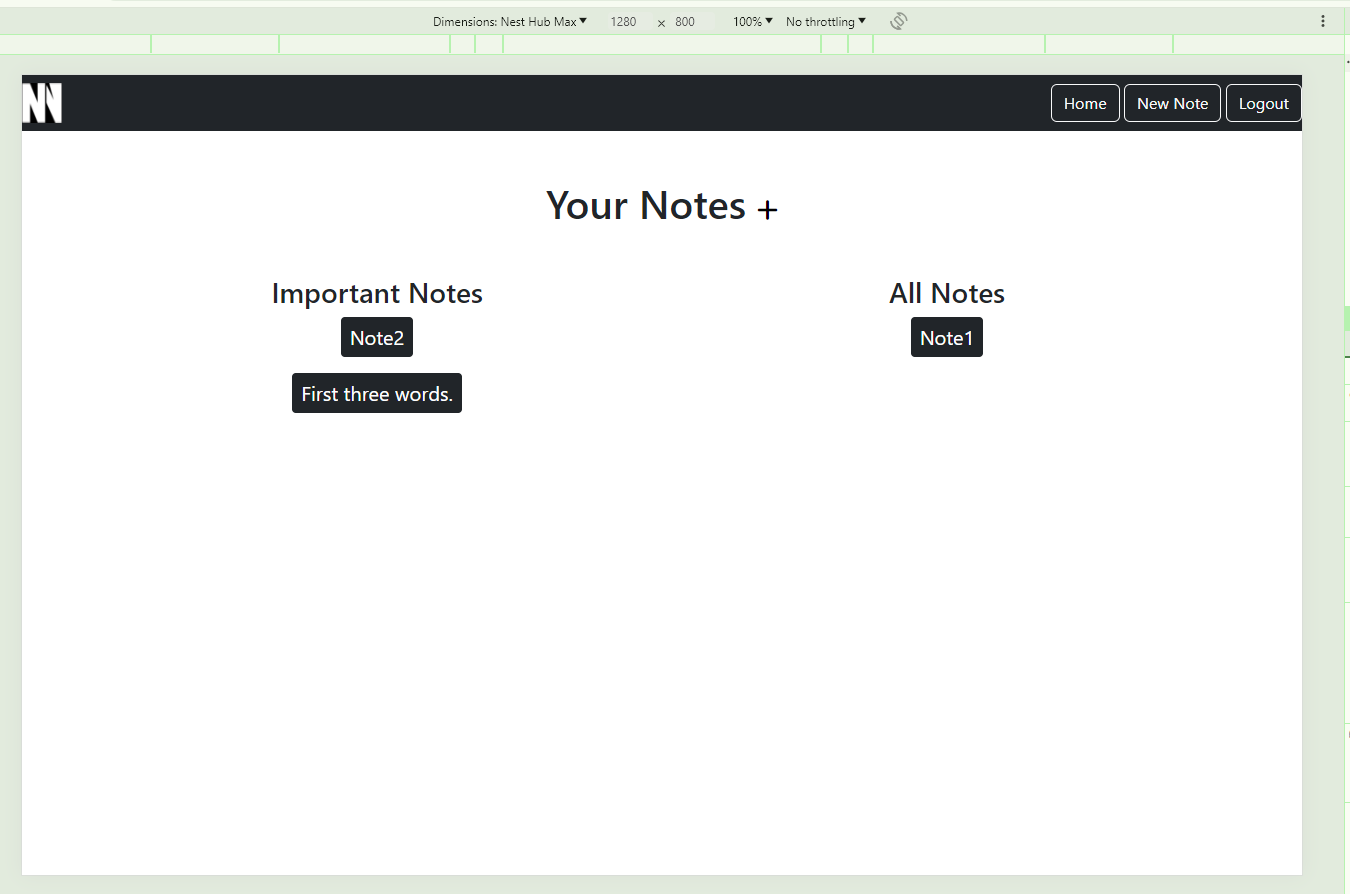 Dimensions: Nest Hub Max 1280 × 800 100% No throttling
NN Home New Note Logout
Your Notes +
Important Notes All Notes
Note2 Note1
First three words.